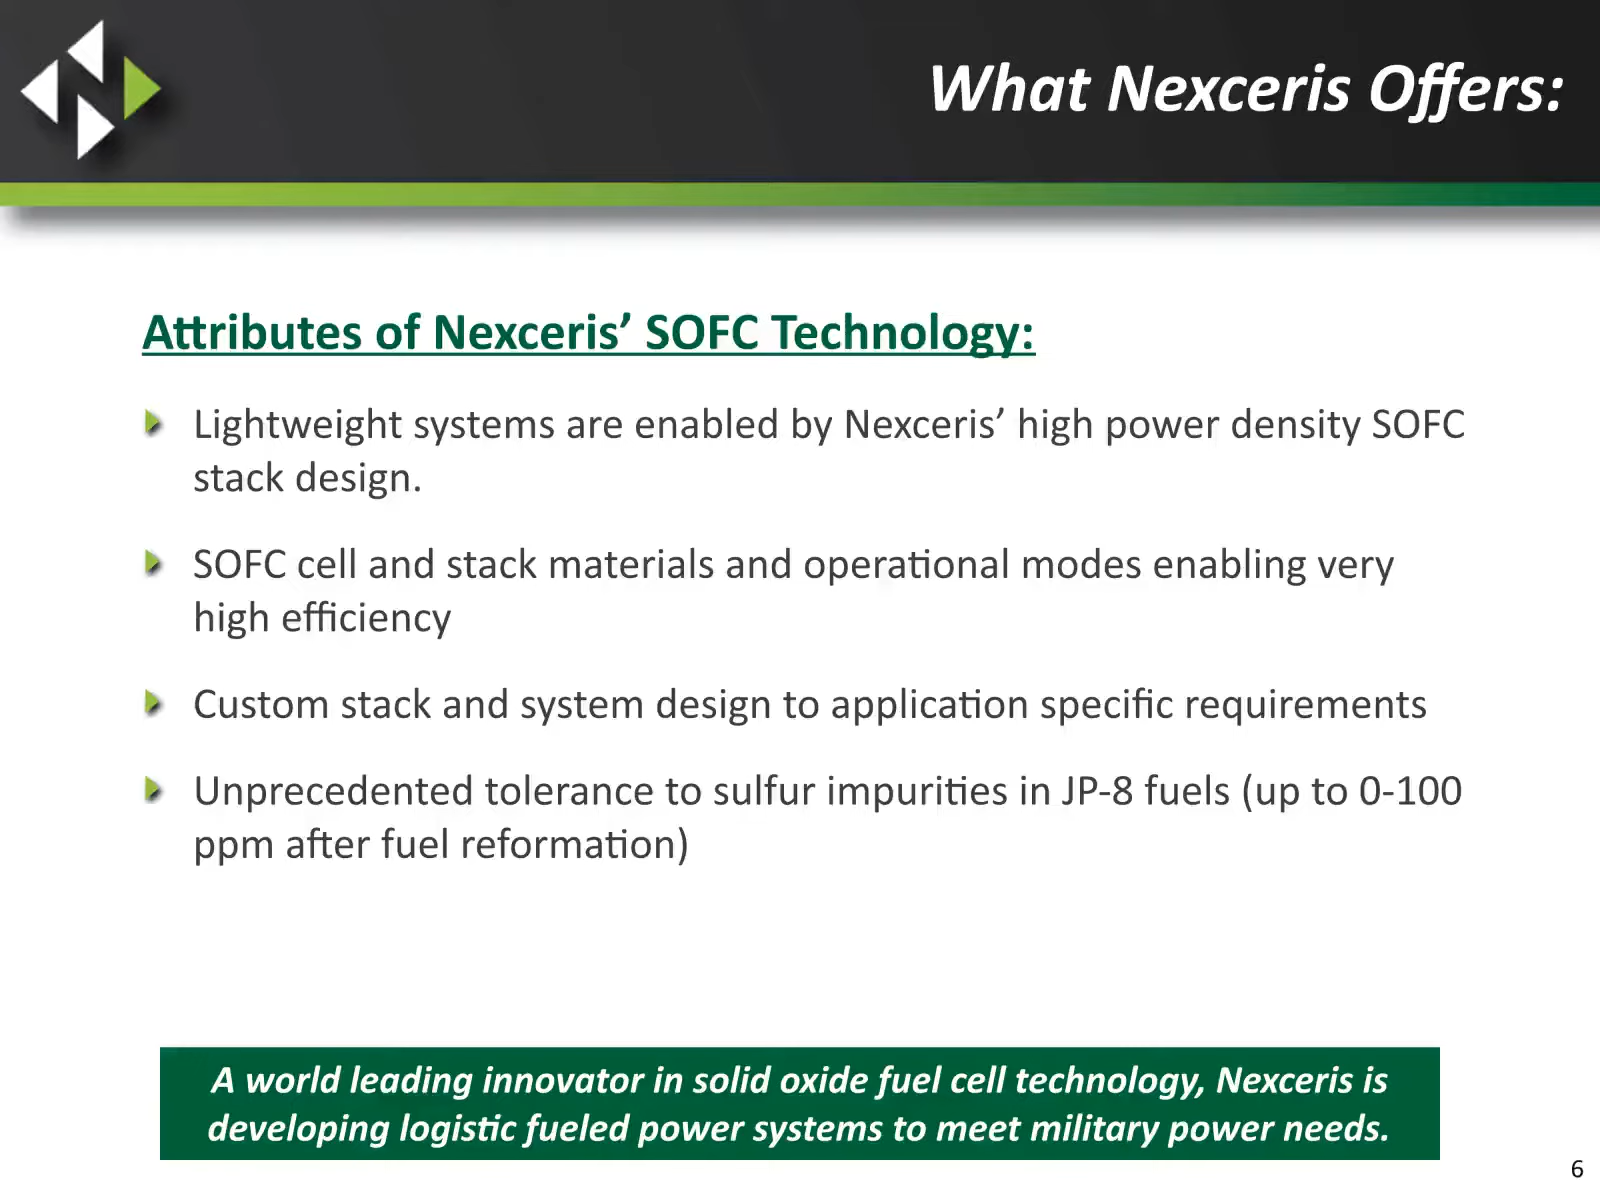 What Nexceris Offers:
Attributes of Nexceris’ SOFC Technology:
Lightweight systems are enabled by Nexceris’ high power density SOFC
stack design.
SOFC cell and stack materials and operational modes enabling very
high efficiency
Custom stack and system design to application specific requirements
Unprecedented tolerance to sulfur impurities in JP-8 fuels (up to 0-100
ppm after fuel reformation)
A world leading innovator in solid oxide fuel cell technology, Nexceris is
developing logistic fueled power systems to meet military power needs.
6